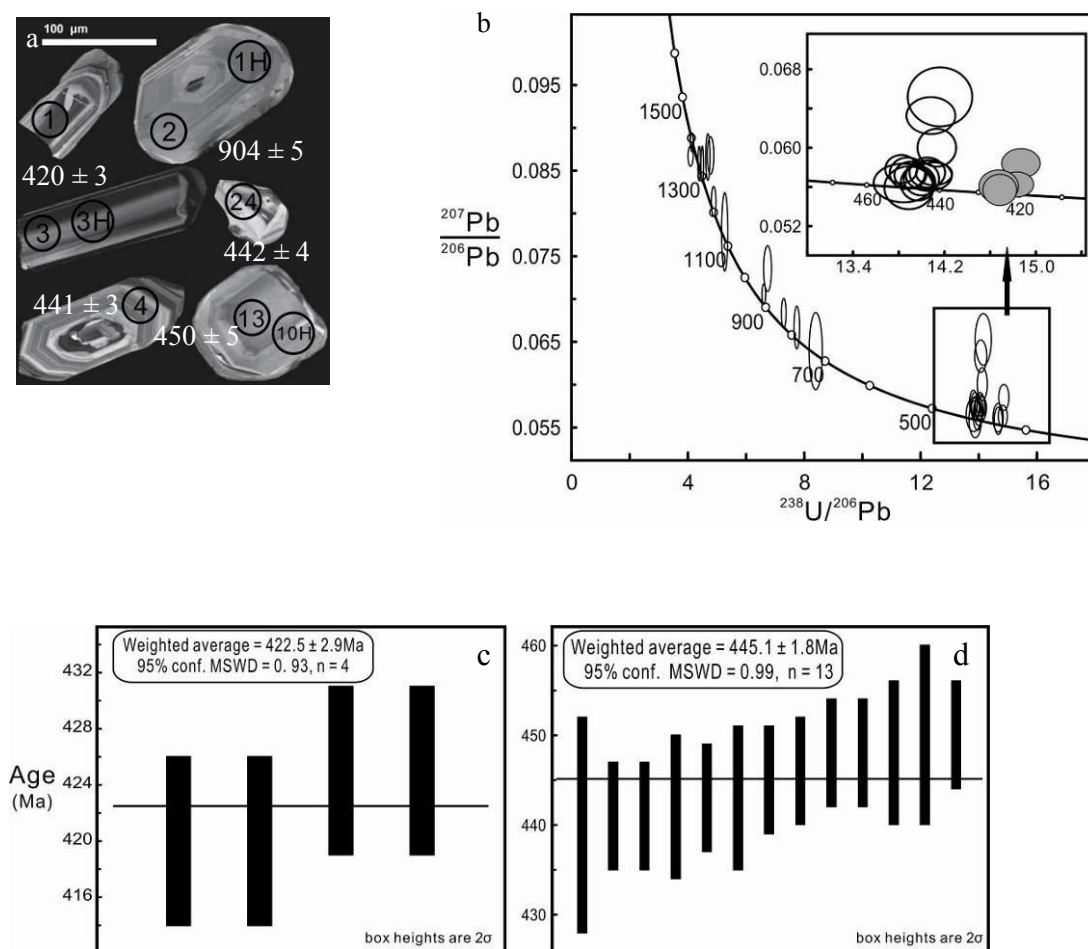 a
100 µm
1
1H
2
420 ± 3
904 ± 5
3
3H
24
442 ± 4
441 ± 3
4
450 ± 5
13
10H
b
0.095
0.085
0.075
0.065
0.055
207Pb
206Pb
1500
1300
1100
900
700
500
0
4
8
12
16
238U/206Pb
0.068
0.060
0.052
460
440
420
13.4
14.2
15.0
c
Weighted average = 422.5 ± 2.9Ma
95% conf. MSWD = 0. 93, n = 4
432
428
424
420
416
Age
(Ma)
box heights are 2σ
d
Weighted average = 445.1 ± 1.8Ma
95% conf. MSWD = 0.99, n = 13
460
450
440
430
box heights are 2σ